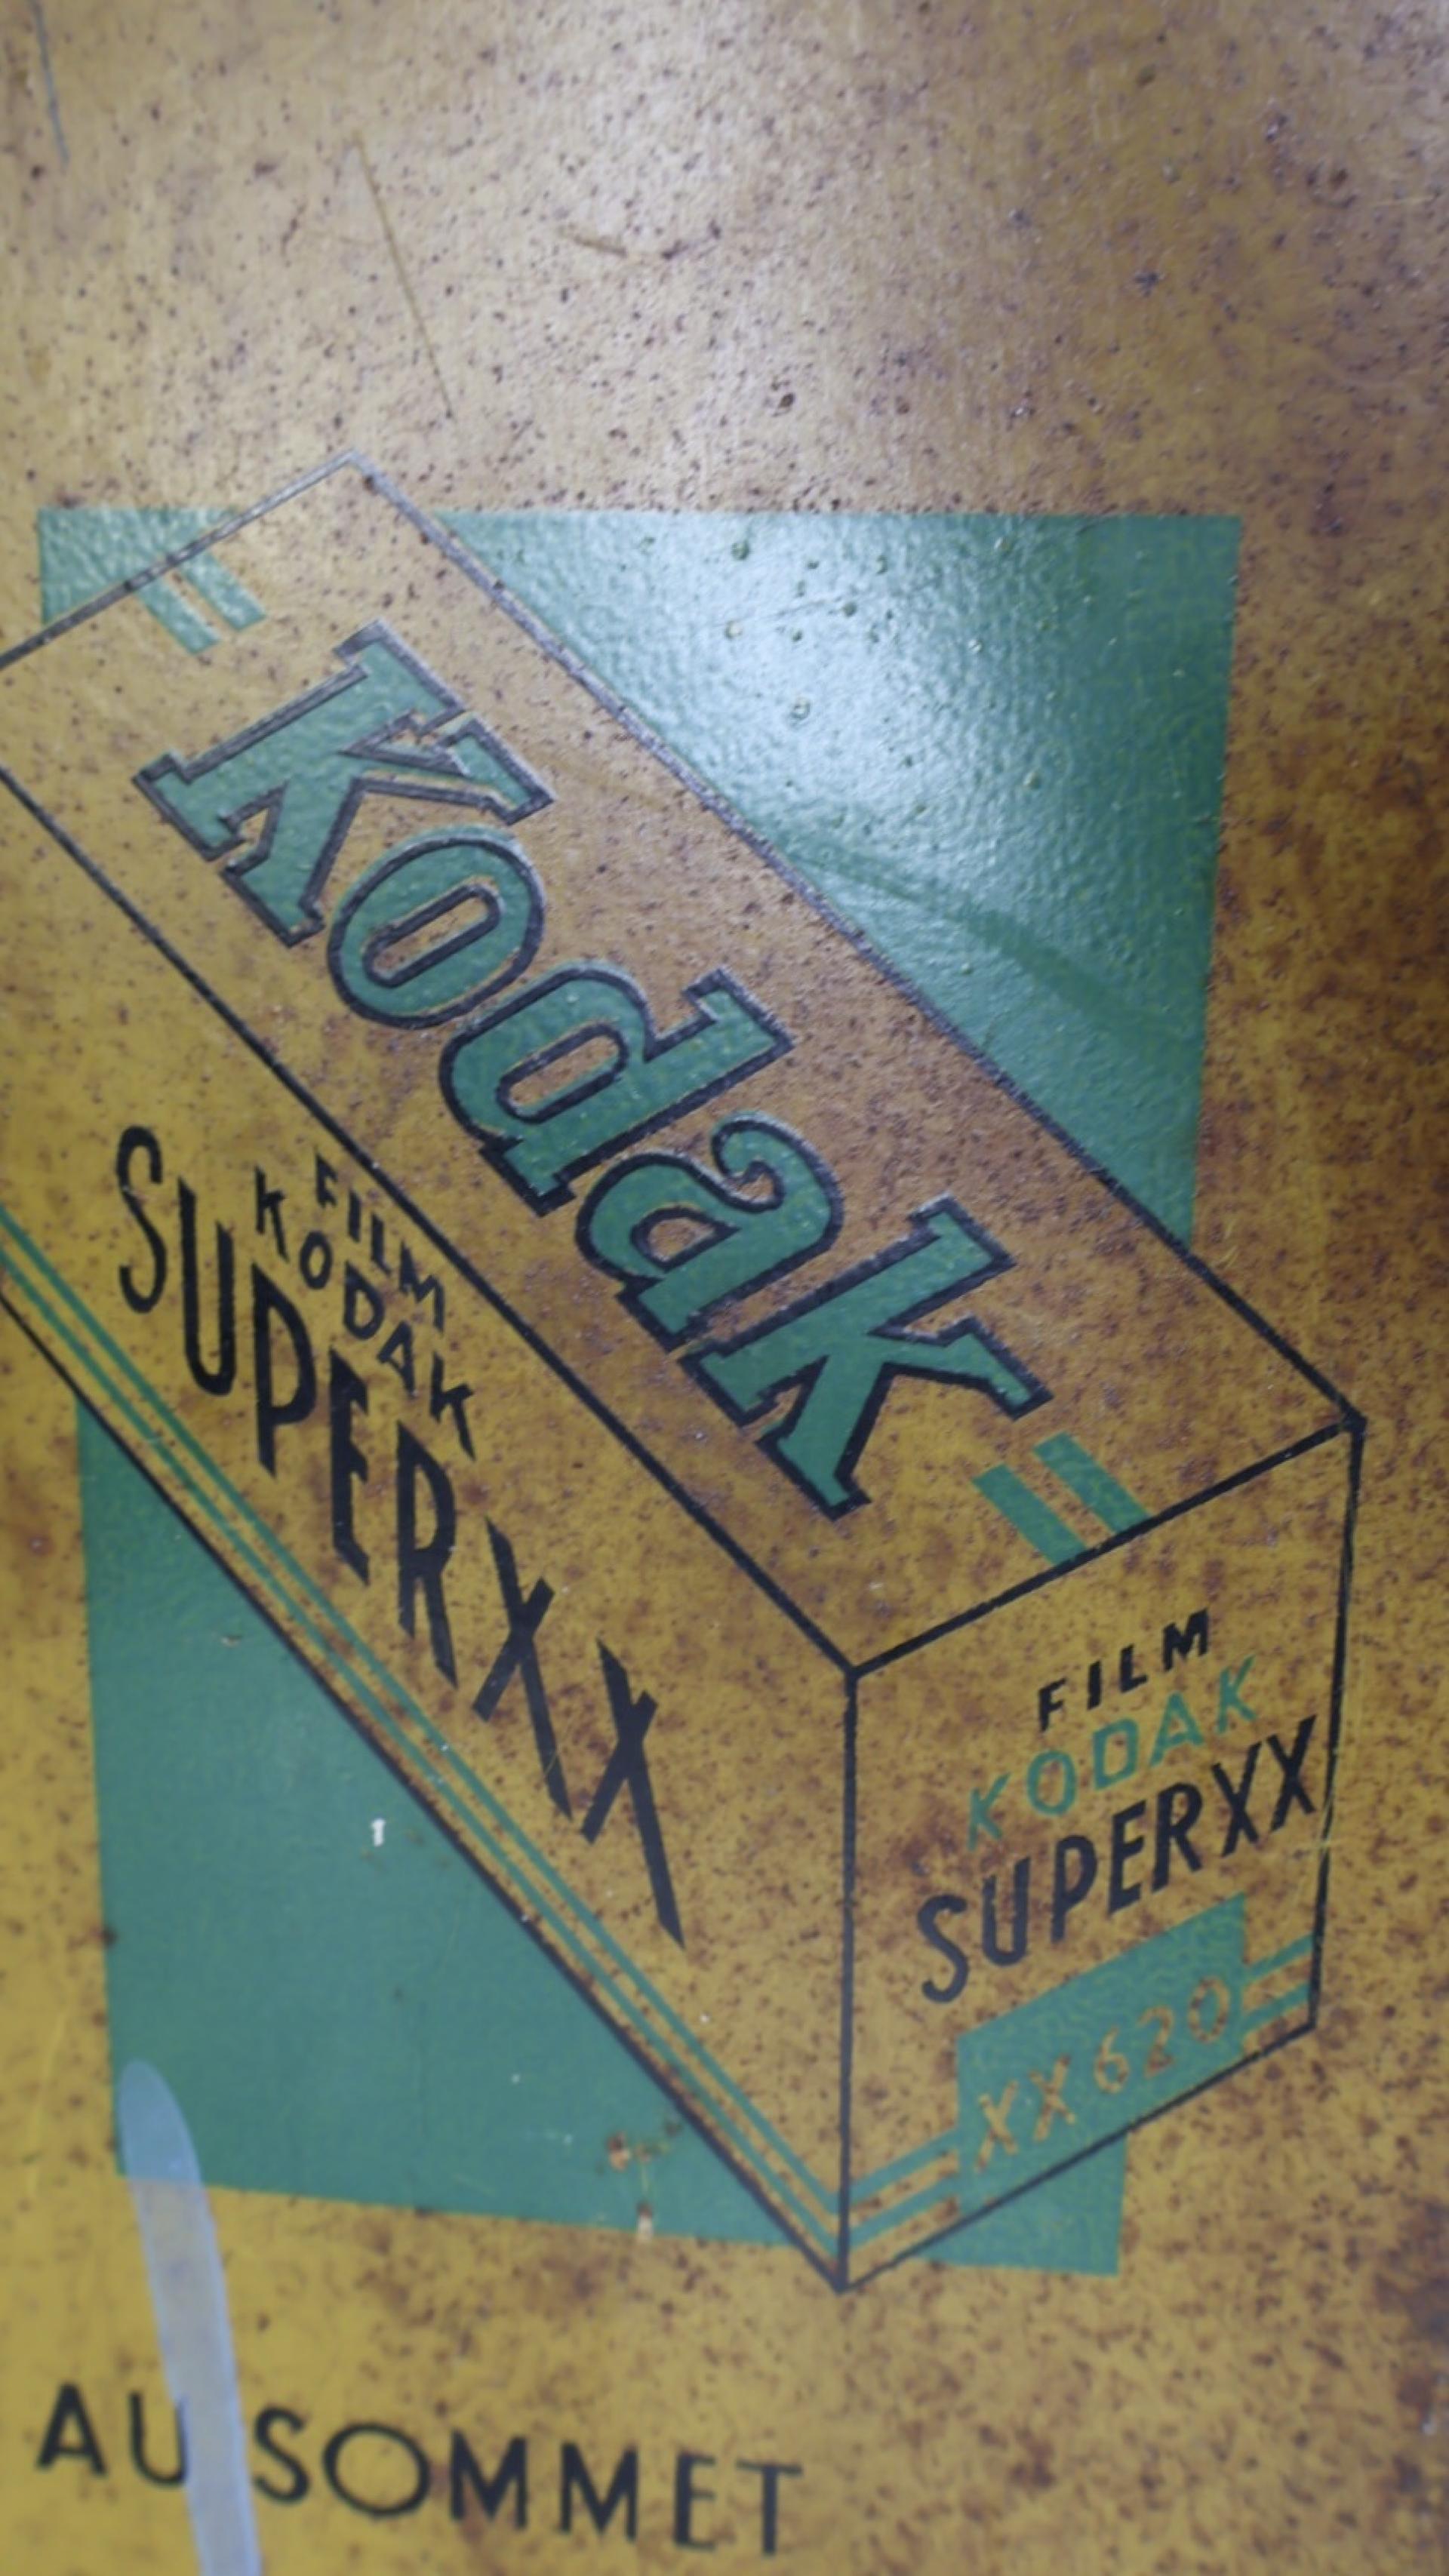 Kodak
FILM
KODAK
SUPER XX
FILM
KODAK
SUPER XX
XX 620
AU SOMMET